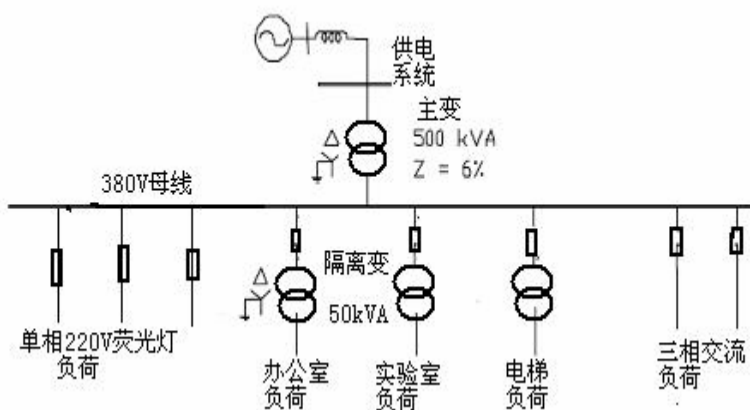 供电
系统
主变
500 kVA
Z = 6%
380V母线
隔离变
50kVA
单相220V荧光灯
负荷
办公室
负荷
实验室
负荷
电梯
负荷
三相交流
负荷